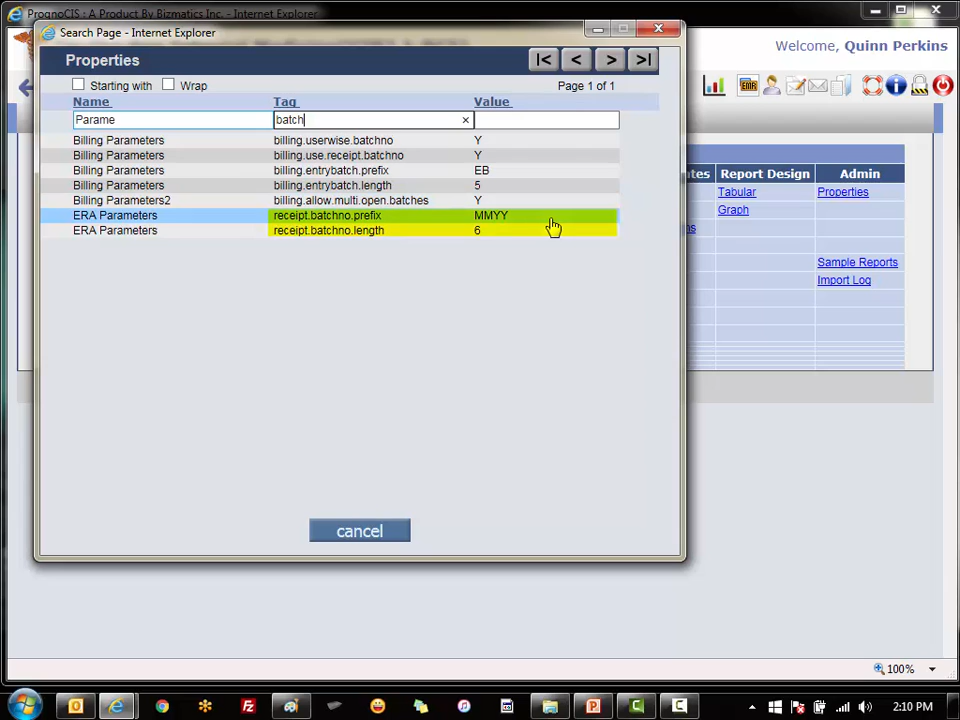 PrognoCIS : A Product By Bizmatics Inc. - Internet Explorer
Search Page - Internet Explorer
Welcome, Quinn Perkins
Properties
|< < > >|
EMR
Starting with Wrap Page 1 of 1
Name Tag Value
Parame batch ×
Billing Parameters billing.userwise.batchno Y
Billing Parameters billing.use.receipt.batchno Y
Billing Parameters billing.entrybatch.prefix EB
Billing Parameters billing.entrybatch.length 5
Billing Parameters2 billing.allow.multi.open.batches Y
ERA Parameters receipt.batchno.prefix MMYY
ERA Parameters receipt.batchno.length 6
Report Design Admin
Tabular Properties
Graph
Sample Reports
Import Log
cancel
100%
2:10 PM